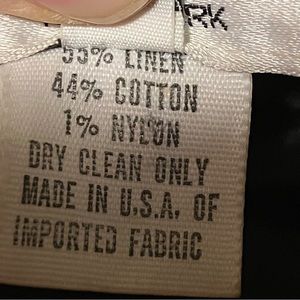 55% LINEN
44% COTTON
1% NYLON
DRY CLEAN ONLY
MADE IN U.S.A. OF
IMPORTED FABRIC